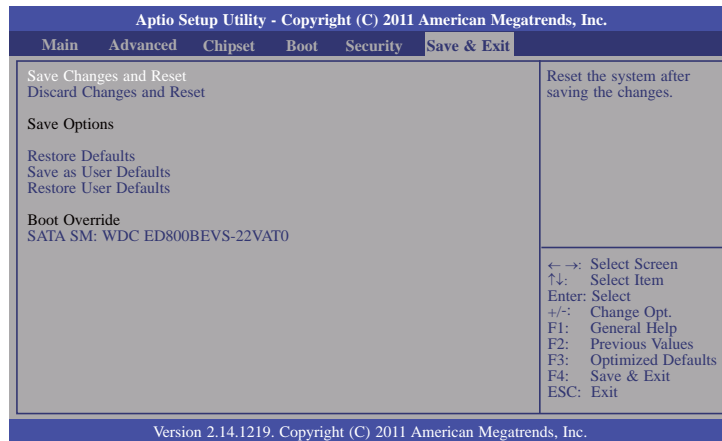 Aptio Setup Utility - Copyright (C) 2011 American Megatrends, Inc.
Main Advanced Chipset Boot Security Save & Exit
Save Changes and Reset
Discard Changes and Reset
Save Options
Restore Defaults
Save as User Defaults
Restore User Defaults
Boot Override
SATA SM: WDC ED800BEVS-22VAT0
Reset the system after
saving the changes.
← →: Select Screen
↑↓: Select Item
Enter: Select
+/-: Change Opt.
F1: General Help
F2: Previous Values
F3: Optimized Defaults
F4: Save & Exit
ESC: Exit
Version 2.14.1219. Copyright (C) 2011 American Megatrends, Inc.